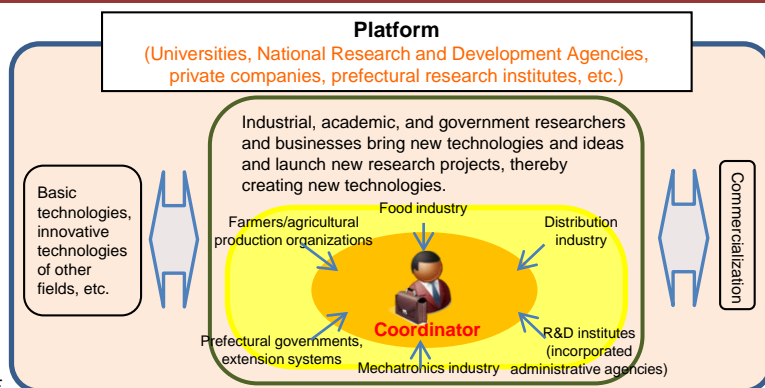 Platform
(Universities, National Research and Development Agencies,
private companies, prefectural research institutes, etc.)
Industrial, academic, and government researchers
and businesses bring new technologies and ideas
and launch new research projects, thereby
creating new technologies.
Basic
technologies,
innovative
technologies
of other
fields, etc.
Food industry
Farmers/agricultural
production organizations
Distribution
industry
Commercialization
Coordinator
Prefectural governments,
extension systems
Mechatronics industry
R&D institutes
(incorporated
administrative agencies)